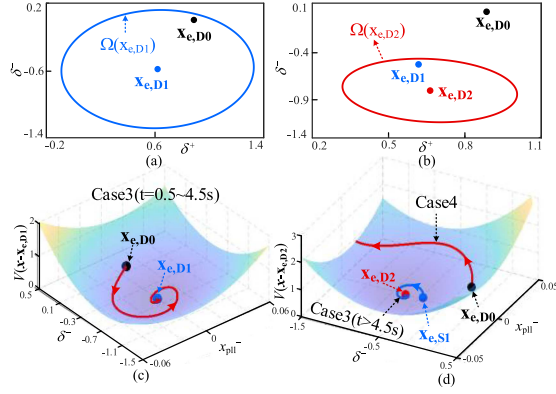 0.2
-0.6
-1.4
δ⁻
Ω(x_e,D1)
x_e,D0
x_e,D1
-0.2
0.6
1.4
δ⁺
(a)
0.1
-0.4
-0.9
-1.4
δ⁻
Ω(x_e,D2)
x_e,D0
x_e,D1
x_e,D2
0.2
0.7
1.2
δ⁺
(b)
Case3(t=0.5~4.5s)
V(x-x_e,D1)
2
1
0
0.5
0.1
-0.3
-0.7
-1.1
-1.5
δ⁻
x_e,D0
x_e,D1
0.06
0
-0.06
x_pll⁻
(c)
Case4
V(x-x_e,D2)
3
2
1
0
-1.5
-0.5
0.5
δ⁻
x_e,D2
Case3(t>4.5s)
x_e,S1
x_e,D0
0.05
0
-0.05
x_pll⁻
(d)